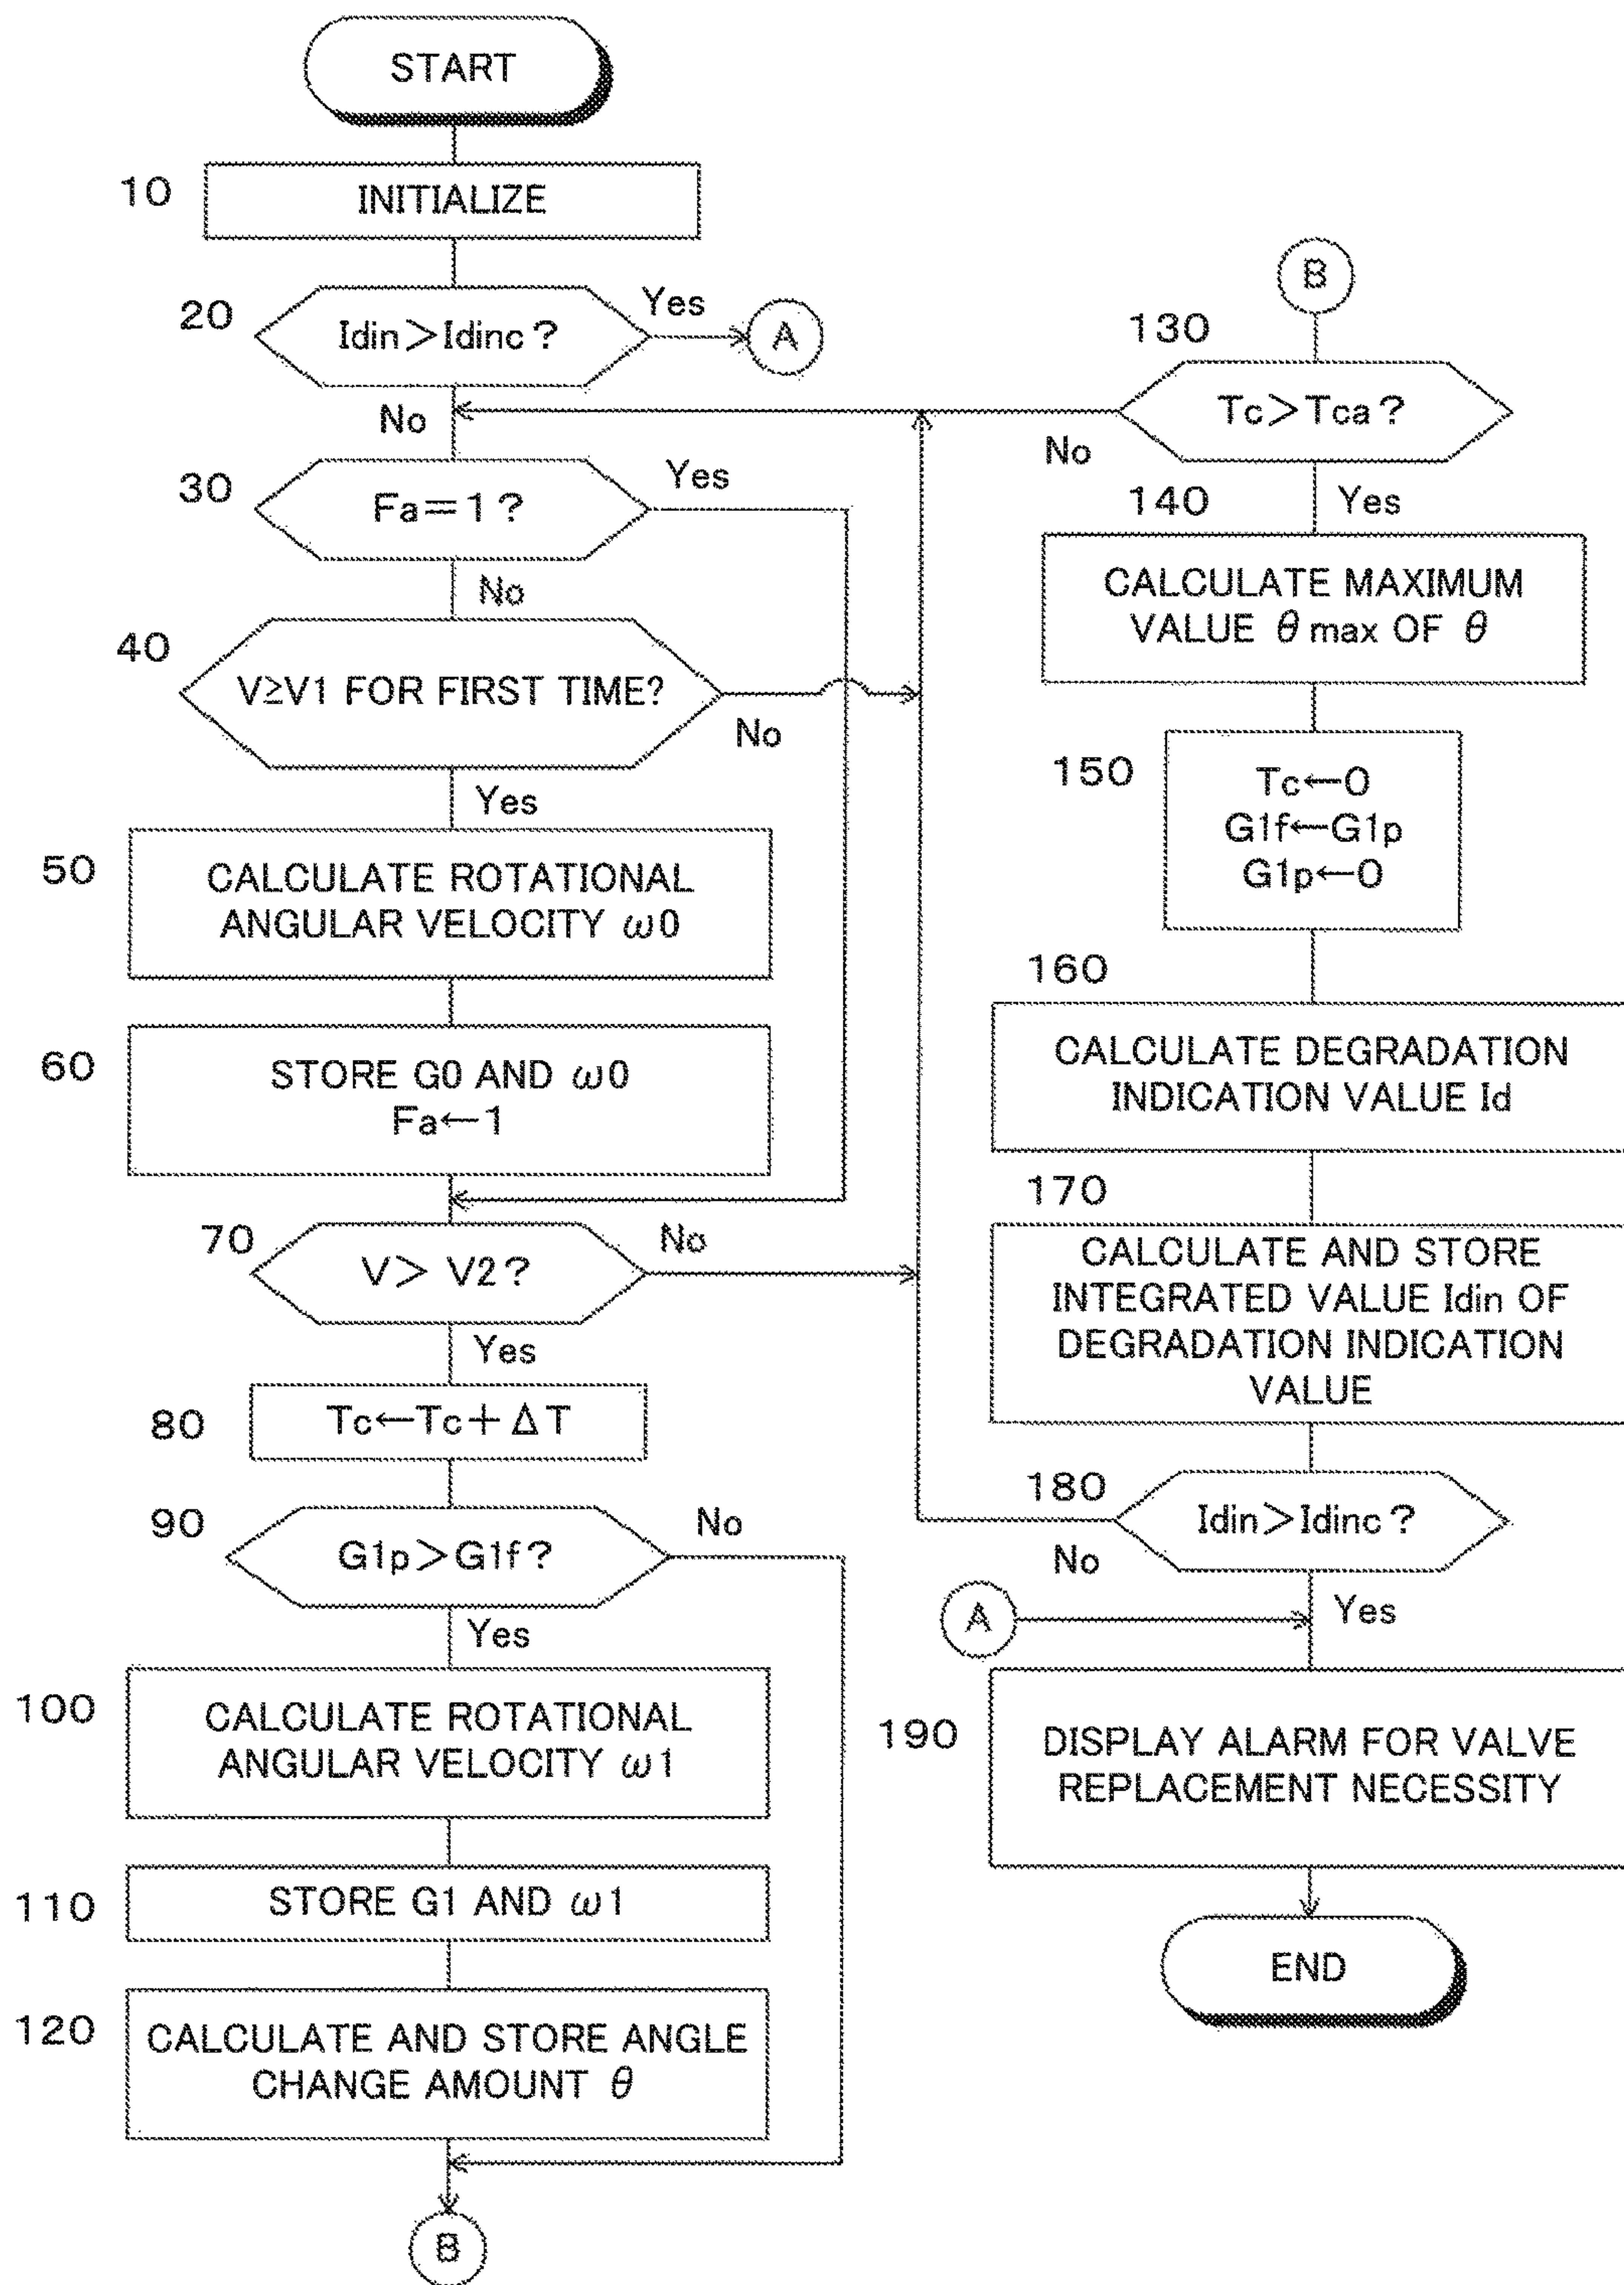 START
10
INITIALIZE
20
Idin>Idinc?
Yes
A
No
30
Fa=1?
Yes
No
40
V≥V1 FOR FIRST TIME?
No
Yes
50
CALCULATE ROTATIONAL
ANGULAR VELOCITY ω0
60
STORE G0 AND ω0
Fa←1
70
V> V2?
No
Yes
80
Tc←Tc+ΔT
90
G1p>G1f?
No
Yes
100
CALCULATE ROTATIONAL
ANGULAR VELOCITY ω1
110
STORE G1 AND ω1
120
CALCULATE AND STORE ANGLE
CHANGE AMOUNT θ
B
B
130
Tc>Tca?
No
Yes
140
CALCULATE MAXIMUM
VALUE θmax OF θ
150
Tc←0
G1f←G1p
G1p←0
160
CALCULATE DEGRADATION
INDICATION VALUE Id
170
CALCULATE AND STORE
INTEGRATED VALUE Idin OF
DEGRADATION INDICATION
VALUE
180
Idin>Idinc?
No
Yes
A
190
DISPLAY ALARM FOR VALVE
REPLACEMENT NECESSITY
END